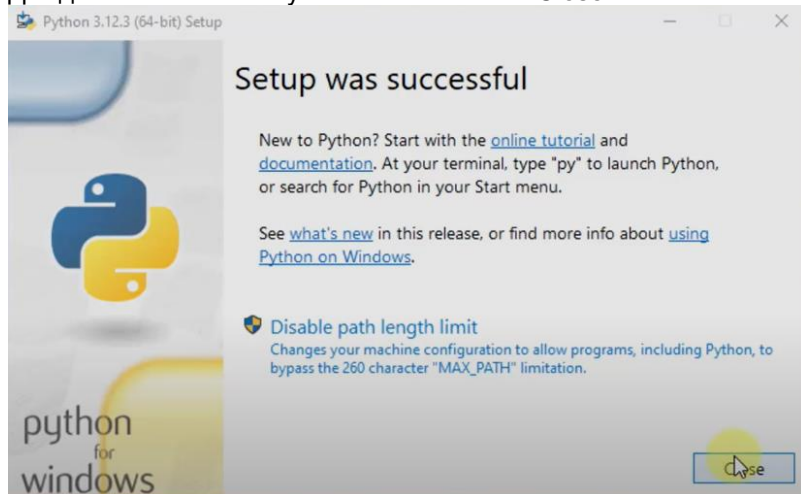 Python 3.12.3 (64-bit) Setup
Setup was successful
New to Python? Start with the online tutorial and
documentation. At your terminal, type "py" to launch Python,
or search for Python in your Start menu.
See what's new in this release, or find more info about using
Python on Windows.
Disable path length limit
Changes your machine configuration to allow programs, including Python, to
bypass the 260 character "MAX_PATH" limitation.
python
for
windows
Close